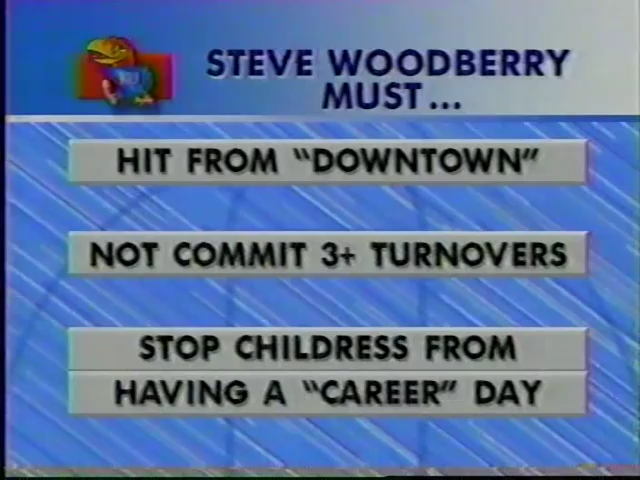 STEVE WOODBERRY
MUST...
HIT FROM "DOWNTOWN"
NOT COMMIT 3+ TURNOVERS
STOP CHILDRESS FROM
HAVING A "CAREER" DAY